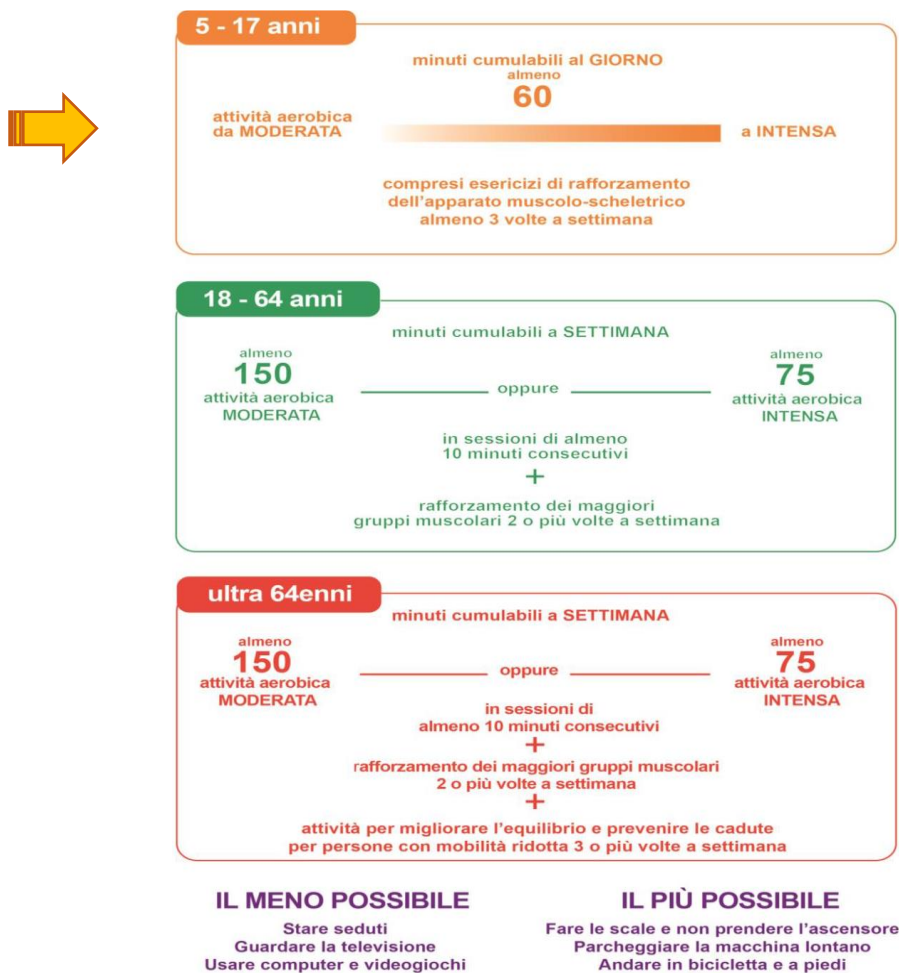 5 - 17 anni
minuti cumulabili al GIORNO
almeno
60
attività aerobica
da MODERATA
a INTENSA
compresi esericizi di rafforzamento
dell'apparato muscolo-scheletrico
almeno 3 volte a settimana
18 - 64 anni
minuti cumulabili a SETTIMANA
almeno
150
attività aerobica
MODERATA
oppure
almeno
75
attività aerobica
INTENSA
in sessioni di almeno
10 minuti consecutivi
+
rafforzamento dei maggiori
gruppi muscolari 2 o più volte a settimana
ultra 64enni
minuti cumulabili a SETTIMANA
almeno
150
attività aerobica
MODERATA
oppure
almeno
75
attività aerobica
INTENSA
in sessioni di
almeno 10 minuti consecutivi
+
rafforzamento dei maggiori gruppi muscolari
2 o più volte a settimana
+
attività per migliorare l'equilibrio e prevenire le cadute
per persone con mobilità ridotta 3 o più volte a settimana
IL MENO POSSIBILE
Stare seduti
Guardare la televisione
Usare computer e videogiochi
IL PIÙ POSSIBILE
Fare le scale e non prendere l'ascensore
Parcheggiare la macchina lontano
Andare in bicicletta e a piedi